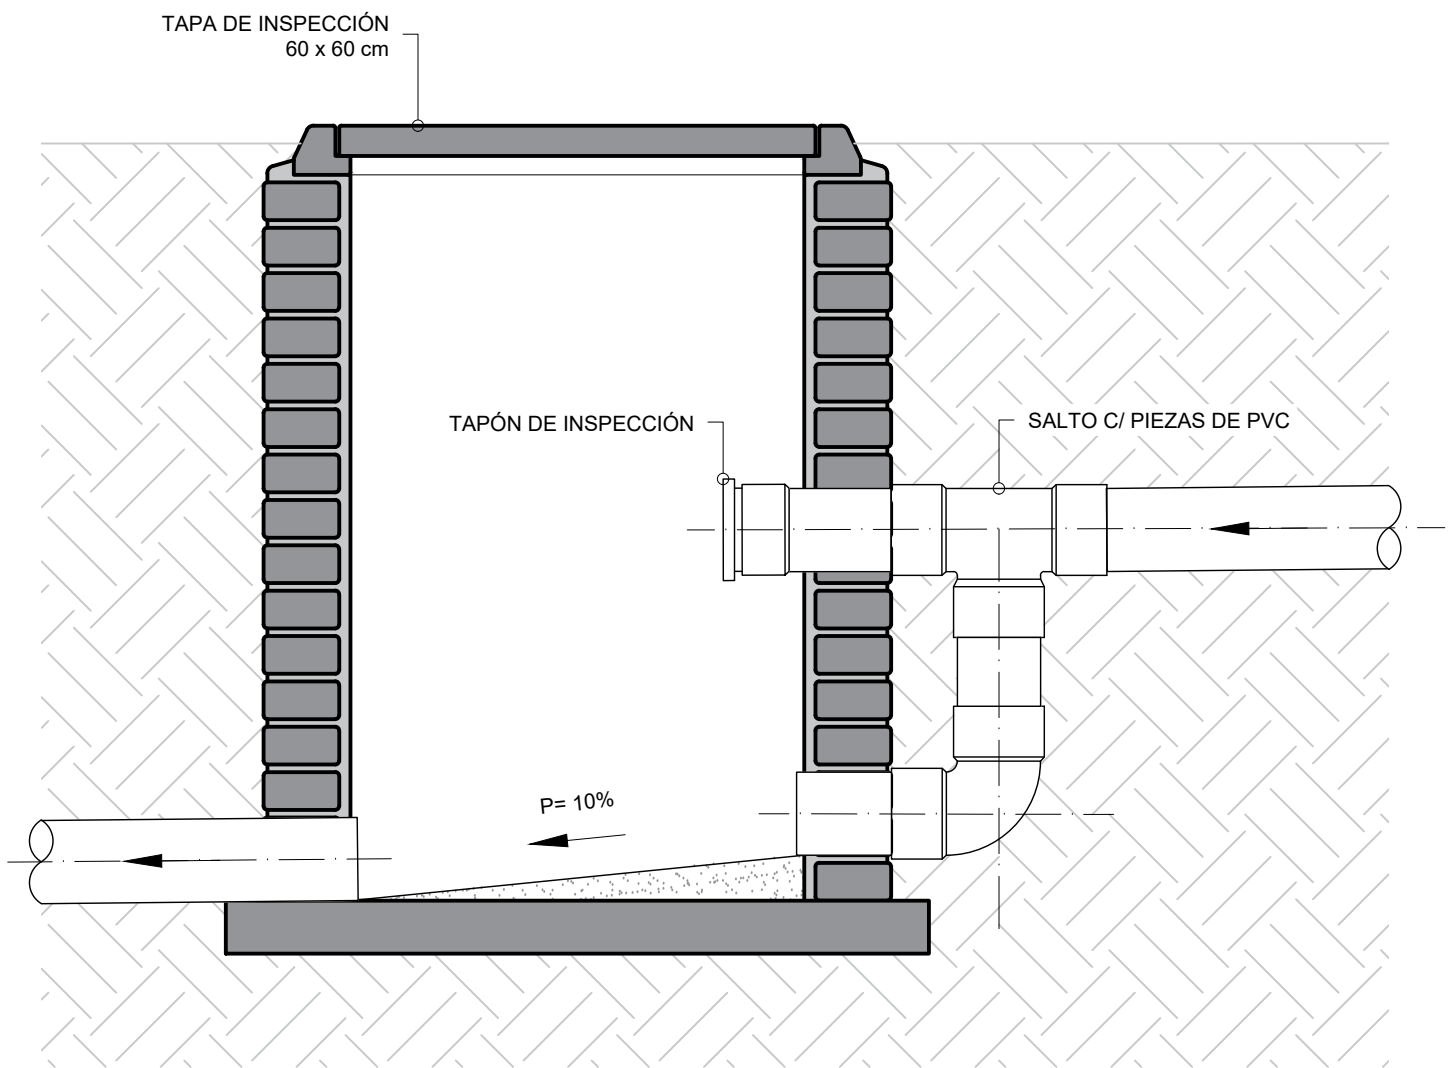 TAPA DE INSPECCIÓN
60 x 60 cm
TAPÓN DE INSPECCIÓN
SALTO C/ PIEZAS DE PVC
P= 10%